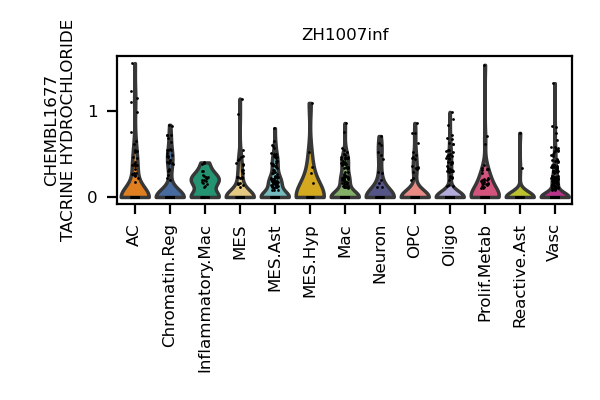 ZH1007inf
CHEMBL1677
TACRINE HYDROCHLORIDE
1
0
AC
Chromatin.Reg
Inflammatory.Mac
MES
MES.Ast
MES.Hyp
Mac
Neuron
OPC
Oligo
Prolif.Metab
Reactive.Ast
Vasc